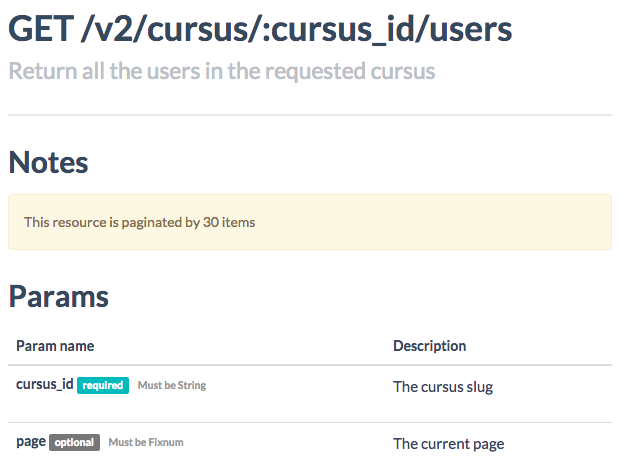 GET /v2/cursus/:cursus_id/users
Return all the users in the requested cursus
Notes
This resource is paginated by 30 items
Params
Param name Description
cursus_id required Must be String The cursus slug
page optional Must be Fixnum The current page